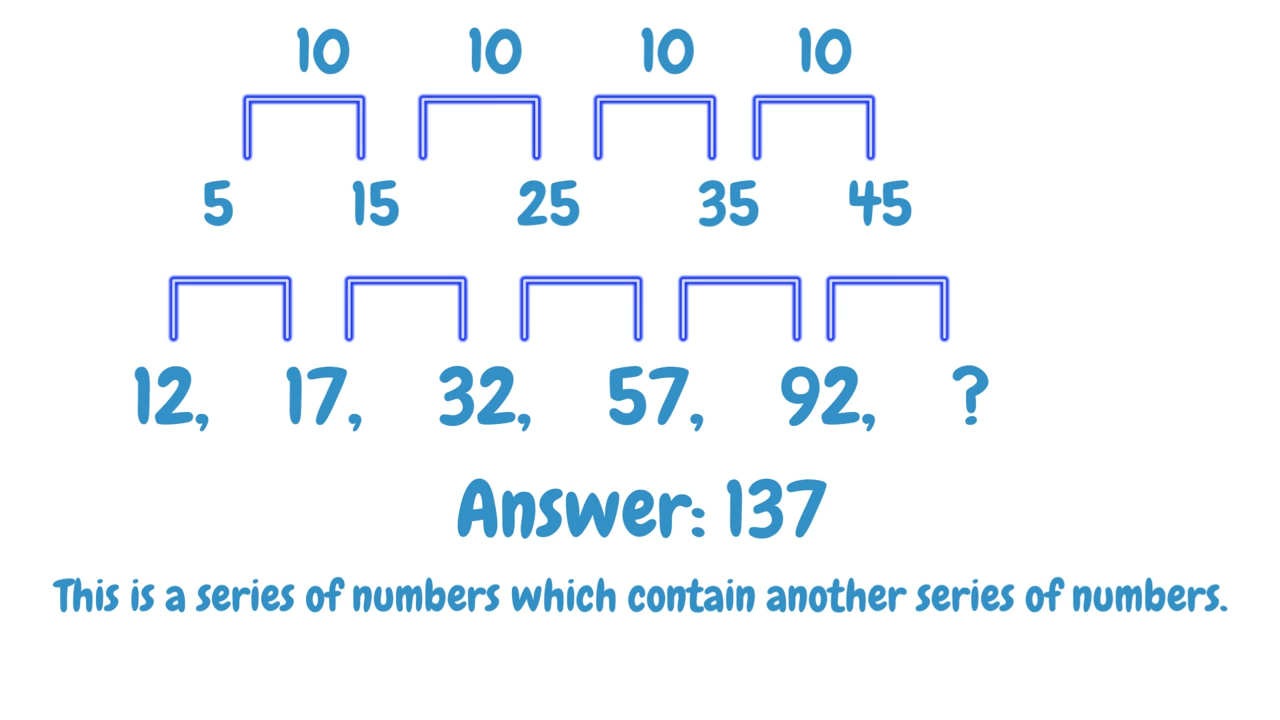 10 10 10 10
5 15 25 35 45
12, 17, 32, 57, 92, ?
Answer: 137
This is a series of numbers which contain another series of numbers.